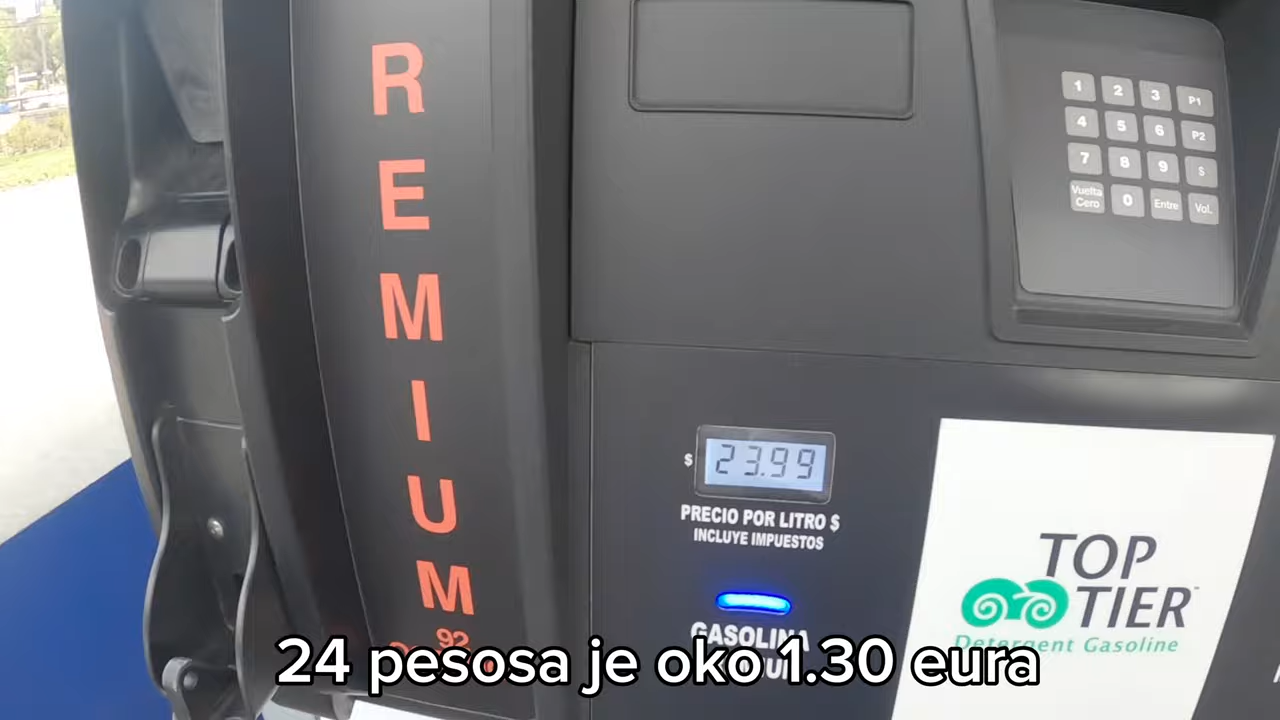 REMIUM
92
1 2 3 P1
4 5 6 P2
7 8 9 $
Vuelta Cero 0 Entre Vol.
$ 23.99
PRECIO POR LITRO $
INCLUYE IMPUESTOS
GASOLINA
TOP
TIER™
Detergent Gasoline
24 pesosa je oko 1.30 eura